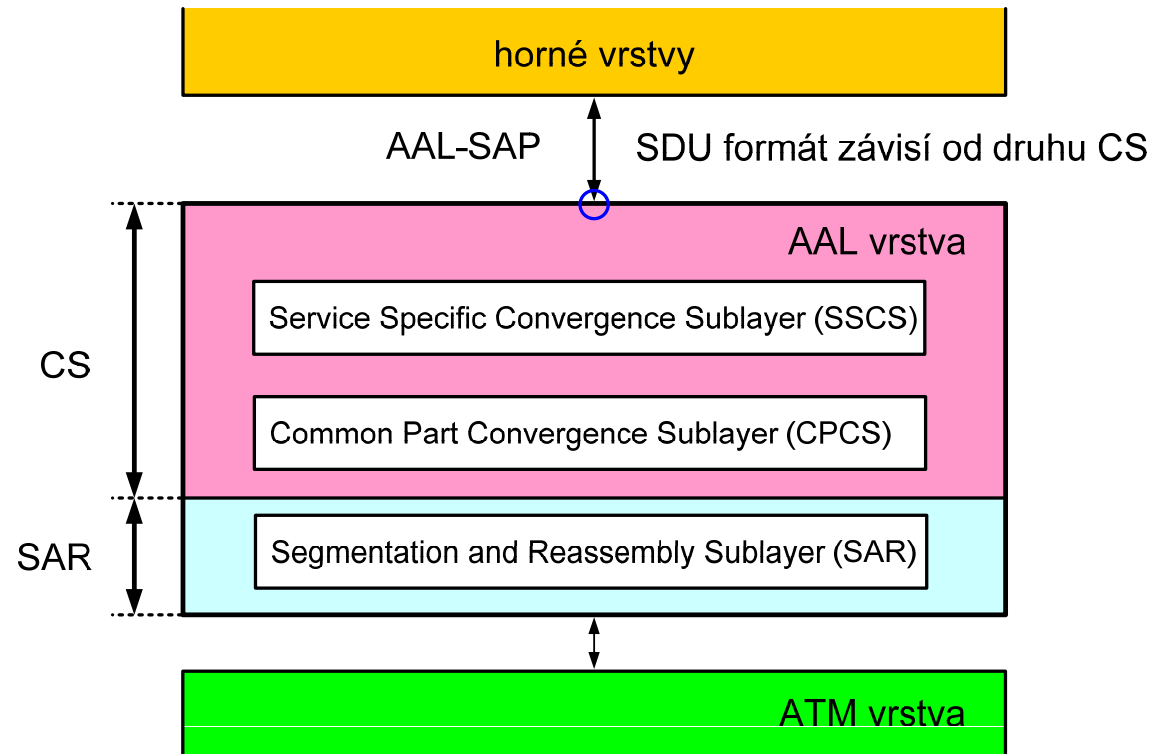 horné vrstvy
AAL-SAP
SDU formát závisí od druhu CS
AAL vrstva
Service Specific Convergence Sublayer (SSCS)
CS
Common Part Convergence Sublayer (CPCS)
SAR
Segmentation and Reassembly Sublayer (SAR)
ATM vrstva